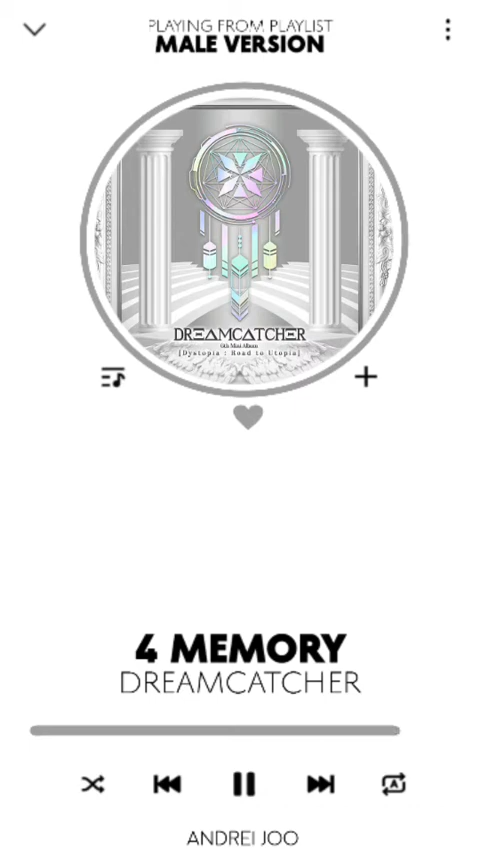 PLAYING FROM PLAYLIST
MALE VERSION
DREAMCATCHER
6th Mini Album
[Dystopia : Road to Utopia]
4 MEMORY
DREAMCATCHER
A
ANDREI JOO